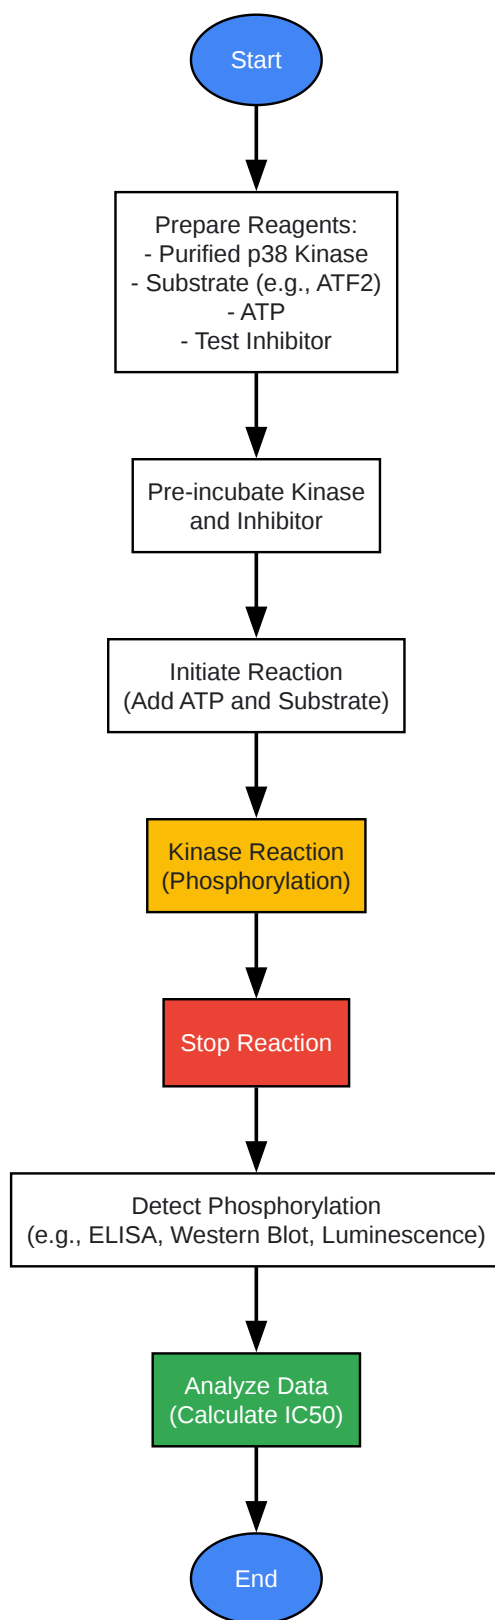 Start
Prepare Reagents:
- Purified p38 Kinase
- Substrate (e.g., ATF2)
- ATP
- Test Inhibitor
Pre-incubate Kinase
and Inhibitor
Initiate Reaction
(Add ATP and Substrate)
Kinase Reaction
(Phosphorylation)
Stop Reaction
Detect Phosphorylation
(e.g., ELISA, Western Blot, Luminescence)
Analyze Data
(Calculate IC50)
End